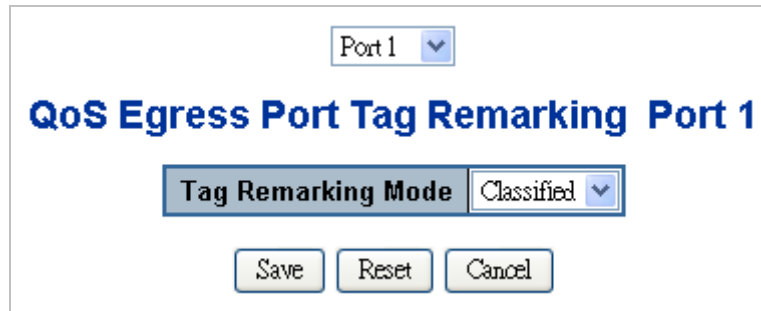 Port 1
QoS Egress Port Tag Remarking Port 1
Tag Remarking Mode Classified
Save Reset Cancel